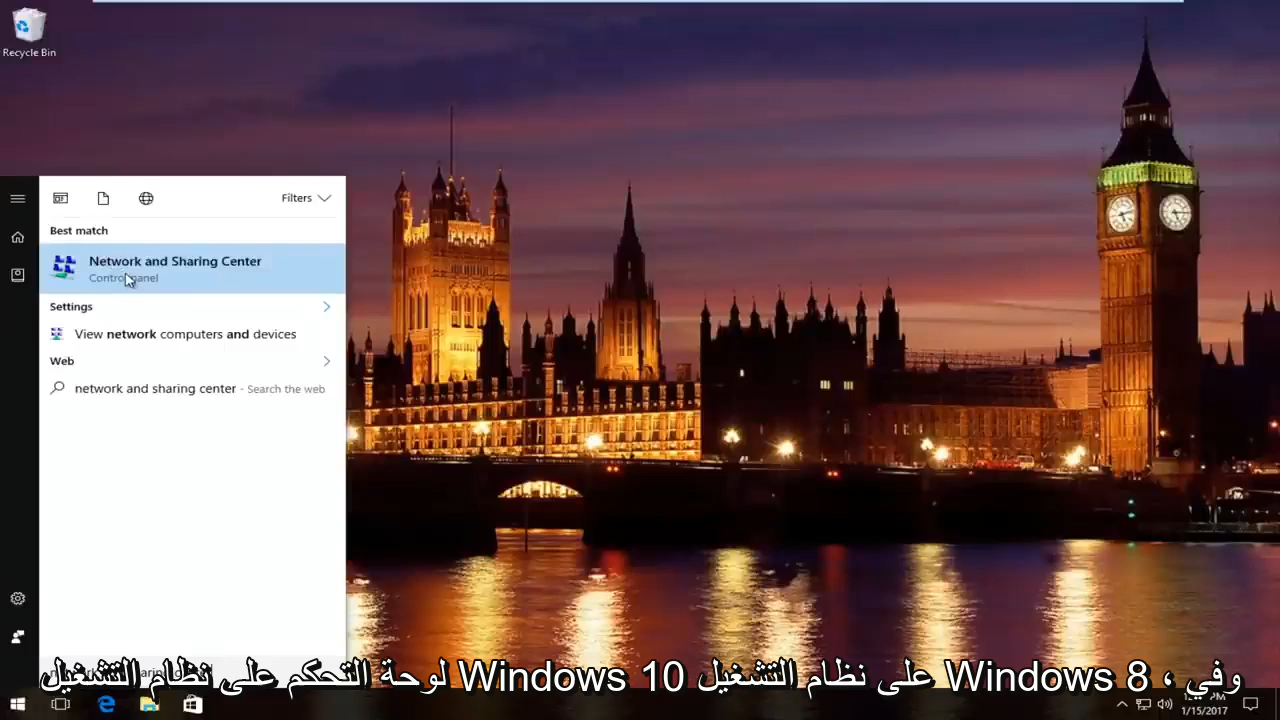 Recycle Bin
Filters
Best match
Network and Sharing Center
Control panel
Settings
View network computers and devices
Web
network and sharing center - Search the web
لوحة التحكم على نظام التشغيل Windows 10 على نظام التشغيل Windows 8 ، وفي
1/15/2017